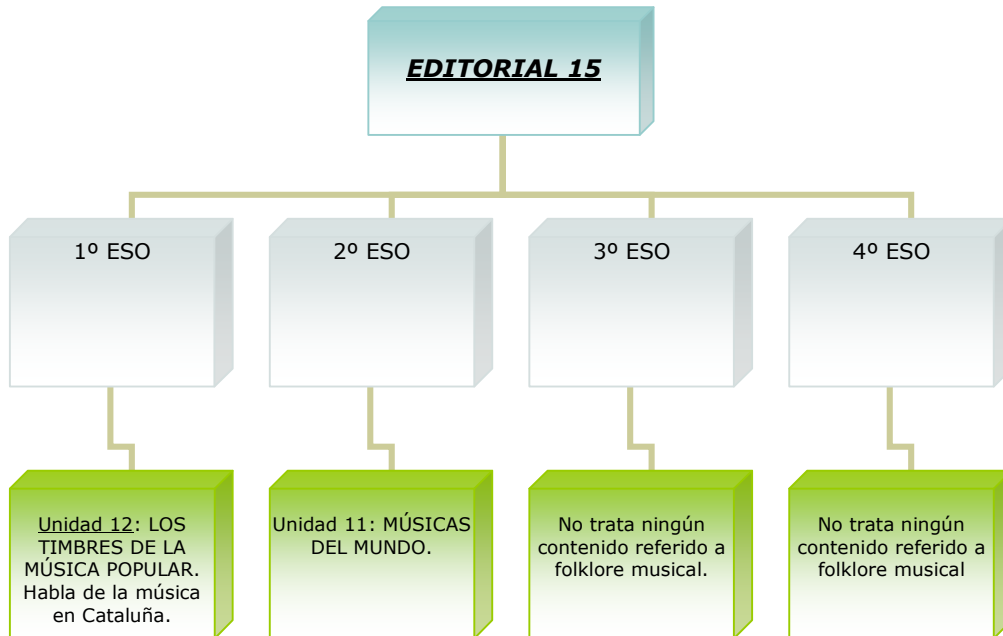 EDITORIAL 15
1º ESO
2º ESO
3º ESO
4º ESO
Unidad 12: LOS
TIMBRES DE LA
MÚSICA POPULAR.
Habla de la música
en Cataluña.
Unidad 11: MÚSICAS
DEL MUNDO.
No trata ningún
contenido referido a
folklore musical.
No trata ningún
contenido referido a
folklore musical